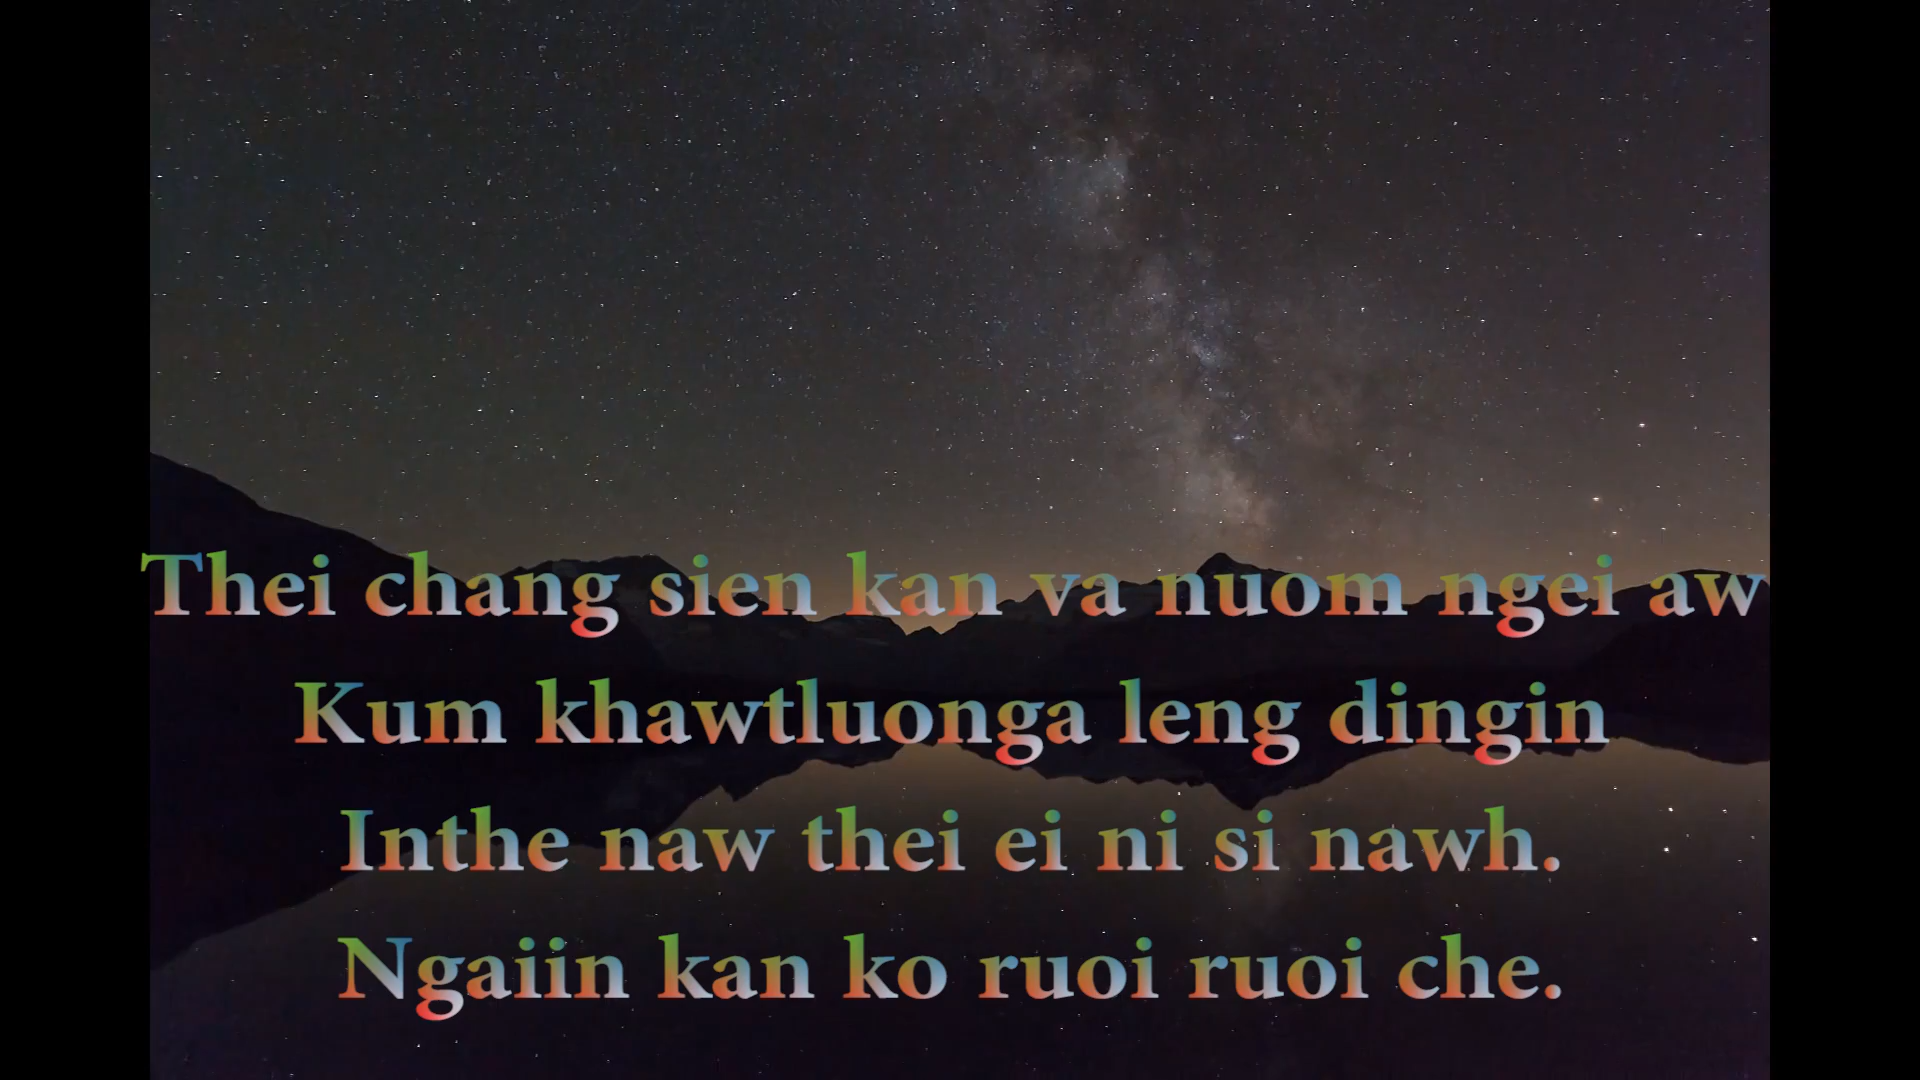 Thei chang sien kan va nuom ngei aw
Kum khawtluonga leng dingin
Inthe naw thei ei ni si nawh.
Ngaiin kan ko ruoi ruoi che.